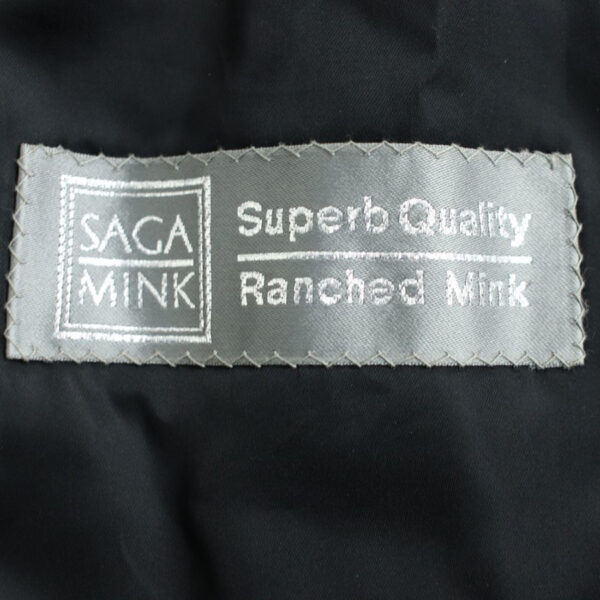 SAGA
MINK
Superb Quality
Ranched Mink